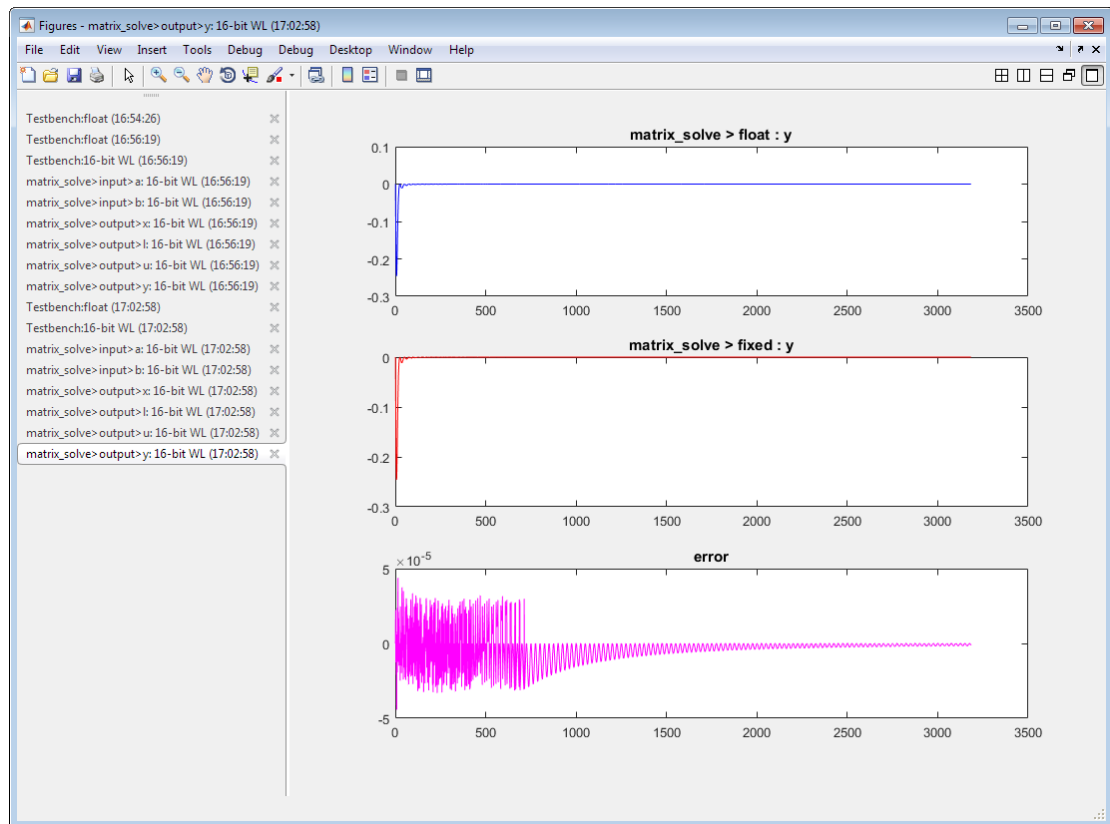 Figures - matrix_solve>output>y: 16-bit WL (17:02:58)
File Edit View Insert Tools Debug Debug Desktop Window Help
Testbench:float (16:54:26)
Testbench:float (16:56:19)
Testbench:16-bit WL (16:56:19)
matrix_solve>input>a: 16-bit WL (16:56:19)
matrix_solve>input>b: 16-bit WL (16:56:19)
matrix_solve>output>x: 16-bit WL (16:56:19)
matrix_solve>output>l: 16-bit WL (16:56:19)
matrix_solve>output>u: 16-bit WL (16:56:19)
matrix_solve>output>y: 16-bit WL (16:56:19)
Testbench:float (17:02:58)
Testbench:16-bit WL (17:02:58)
matrix_solve>input>a: 16-bit WL (17:02:58)
matrix_solve>input>b: 16-bit WL (17:02:58)
matrix_solve>output>x: 16-bit WL (17:02:58)
matrix_solve>output>l: 16-bit WL (17:02:58)
matrix_solve>output>u: 16-bit WL (17:02:58)
matrix_solve>output>y: 16-bit WL (17:02:58)
matrix_solve > float : y
0.1
0
-0.1
-0.2
-0.3
0 500 1000 1500 2000 2500 3000 3500
matrix_solve > fixed : y
0
-0.1
-0.2
-0.3
0 500 1000 1500 2000 2500 3000 3500
error
×10⁻⁵
5
0
-5
0 500 1000 1500 2000 2500 3000 3500